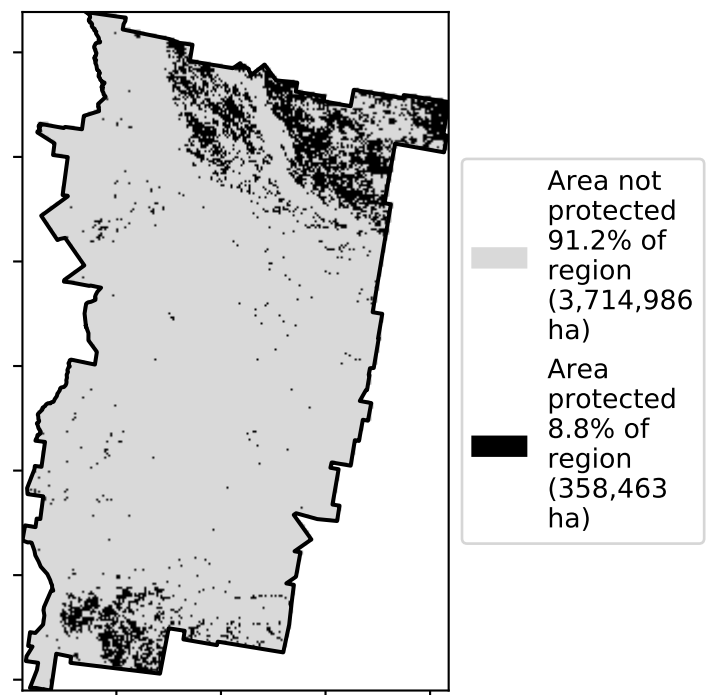 Area not
protected
91.2% of
region
(3,714,986
ha)
Area
protected
8.8% of
region
(358,463
ha)